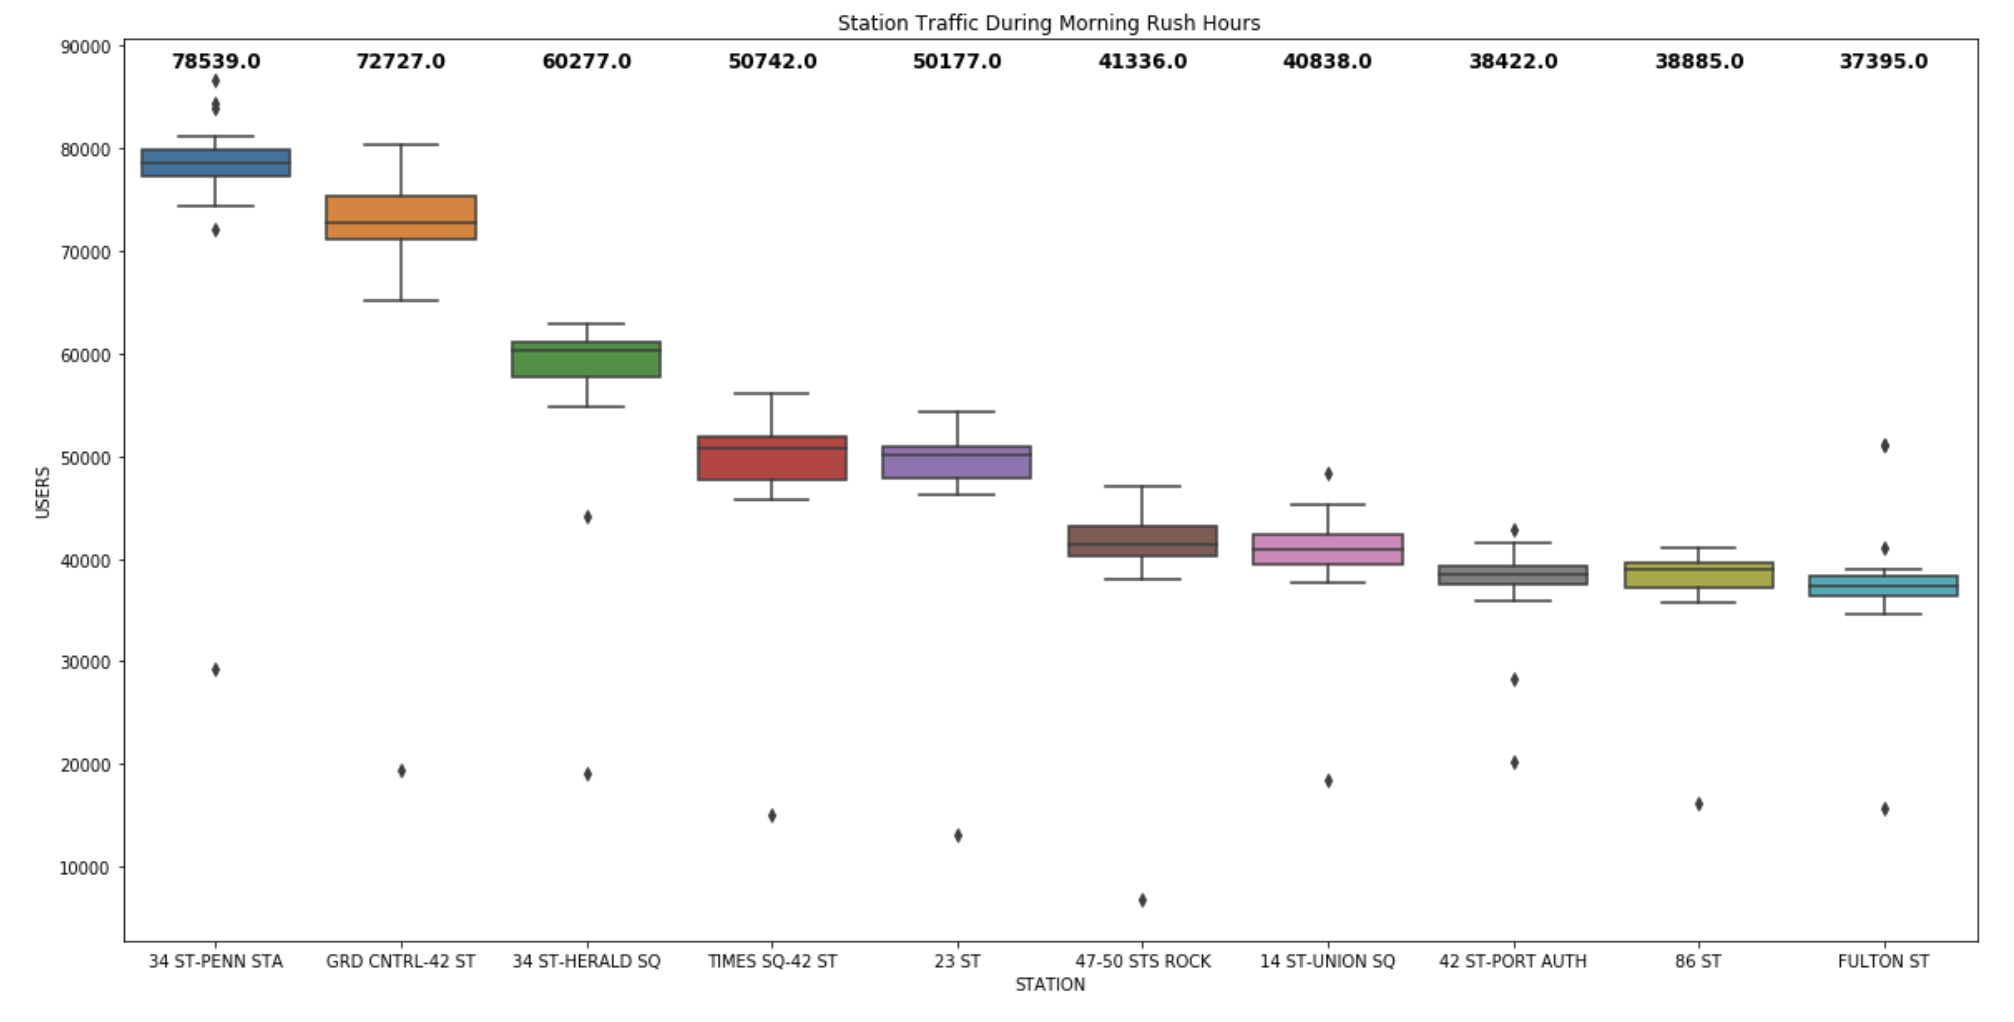 Station Traffic During Morning Rush Hours
90000
78539.0 72727.0 60277.0 50742.0 50177.0 41336.0 40838.0 38422.0 38885.0 37395.0
80000
70000
60000
50000
USERS
40000
30000
20000
10000
34 ST-PENN STA GRD CNTRL-42 ST 34 ST-HERALD SQ TIMES SQ-42 ST 23 ST 47-50 STS ROCK 14 ST-UNION SQ 42 ST-PORT AUTH 86 ST FULTON ST
STATION